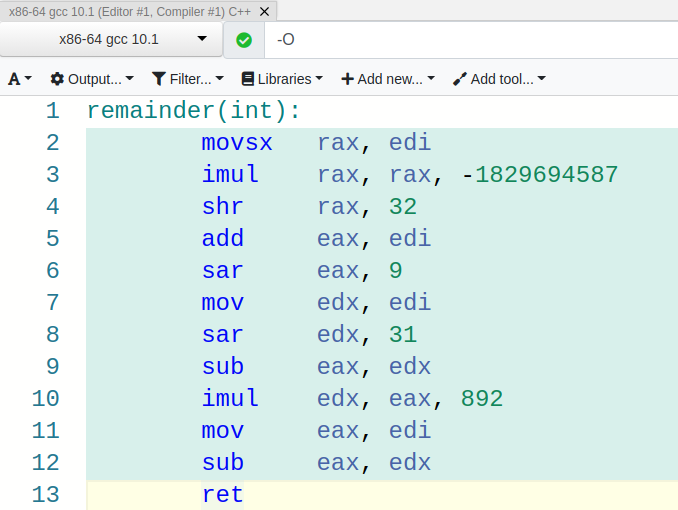 x86-64 gcc 10.1 (Editor #1, Compiler #1) C++ X
x86-64 gcc 10.1 -O
A Output... Filter... Libraries + Add new... Add tool...
1 remainder(int):
2 movsx rax, edi
3 imul rax, rax, -1829694587
4 shr rax, 32
5 add eax, edi
6 sar eax, 9
7 mov edx, edi
8 sar edx, 31
9 sub eax, edx
10 imul edx, eax, 892
11 mov eax, edi
12 sub eax, edx
13 ret